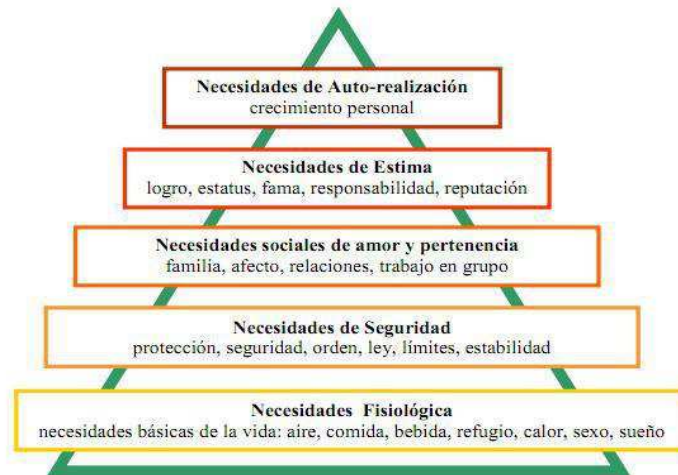 Necesidades de Auto-realización
crecimiento personal
Necesidades de Estima
logro, estatus, fama, responsabilidad, reputación
Necesidades sociales de amor y pertenencia
familia, afecto, relaciones, trabajo en grupo
Necesidades de Seguridad
protección, seguridad, orden, ley, límites, estabilidad
Necesidades Fisiológica
necesidades básicas de la vida: aire, comida, bebida, refugio, calor, sexo, sueño